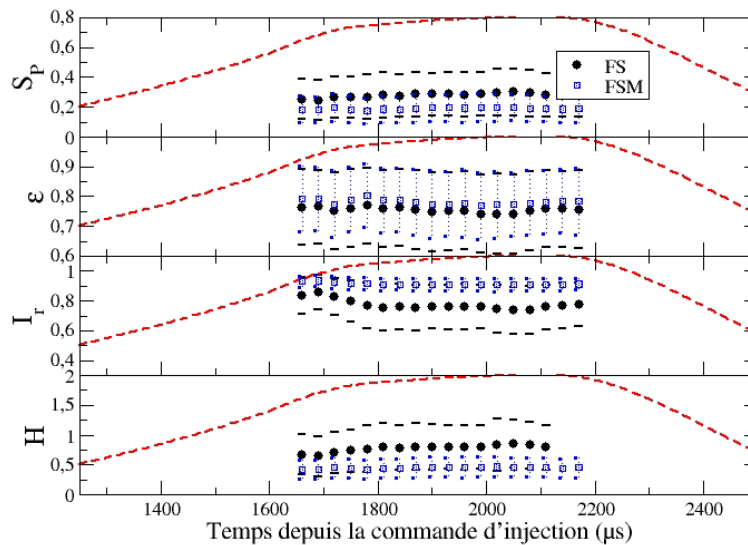 0,8
0,6
0,4
0,2
0
S_P
FS
FSM
0,9
0,8
0,7
0,6
ε
1
0,8
0,6
0,4
I_r
2
1,5
1
0,5
0
H
1400 1600 1800 2000 2200 2400
Temps depuis la commande d'injection (μs)